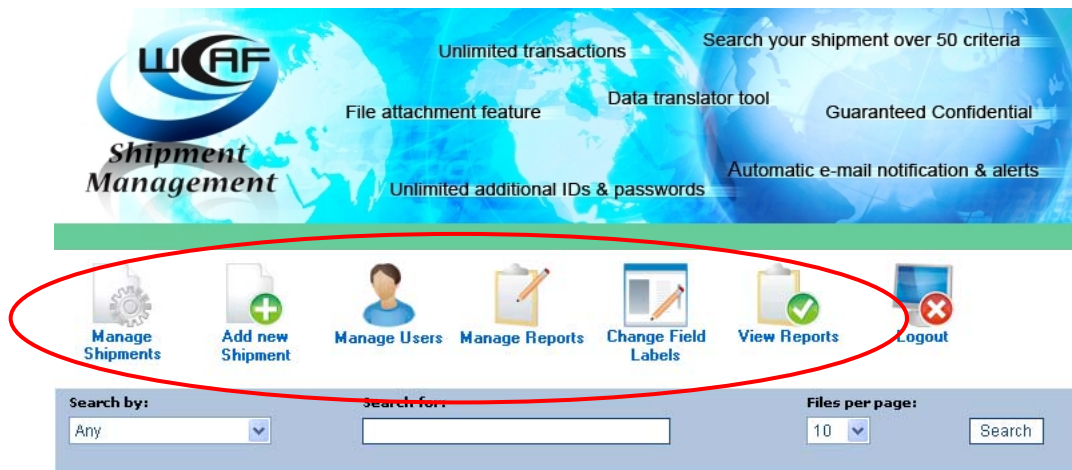 WCAF
Shipment
Management
Unlimited transactions
Search your shipment over 50 criteria
File attachment feature
Data translator tool
Guaranteed Confidential
Unlimited additional IDs & passwords
Automatic e-mail notification & alerts
Manage
Shipments
Add new
Shipment
Manage Users
Manage Reports
Change Field
Labels
View Reports
Logout
Search by:
Search for:
Files per page:
Any
10
Search